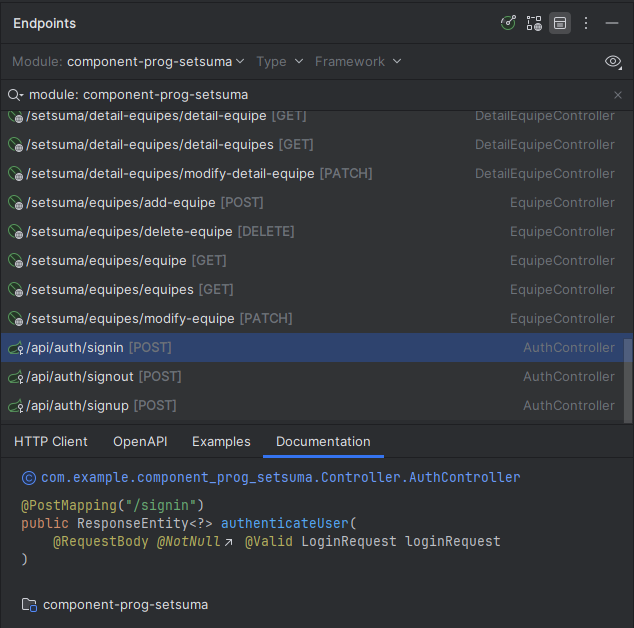 Endpoints
Module: component-prog-setsuma Type Framework
module: component-prog-setsuma
/setsuma/detail-equipes/detail-equipe [GET] DetailEquipeController
/setsuma/detail-equipes/detail-equipes [GET] DetailEquipeController
/setsuma/detail-equipes/modify-detail-equipe [PATCH] DetailEquipeController
/setsuma/equipes/add-equipe [POST] EquipeController
/setsuma/equipes/delete-equipe [DELETE] EquipeController
/setsuma/equipes/equipe [GET] EquipeController
/setsuma/equipes/equipes [GET] EquipeController
/setsuma/equipes/modify-equipe [PATCH] EquipeController
/api/auth/signin [POST] AuthController
/api/auth/signout [POST] AuthController
/api/auth/signup [POST] AuthController
HTTP Client OpenAPI Examples Documentation
com.example.component_prog_setsuma.Controller.AuthController
@PostMapping("/signin")
public ResponseEntity<?> authenticateUser(
@RequestBody @NotNull @Valid LoginRequest loginRequest
)
component-prog-setsuma